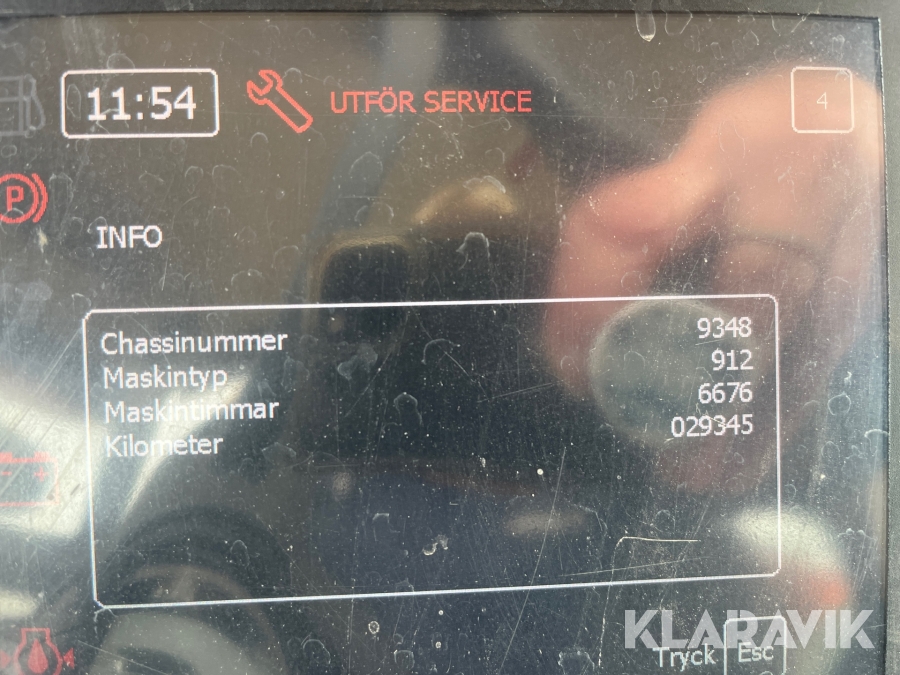 11:54
UTFÖR SERVICE
4
P
INFO
Chassinummer 9348
Maskintyp 912
Maskintimmar 6676
Kilometer 029345
KLARAVIK
Tryck Esc